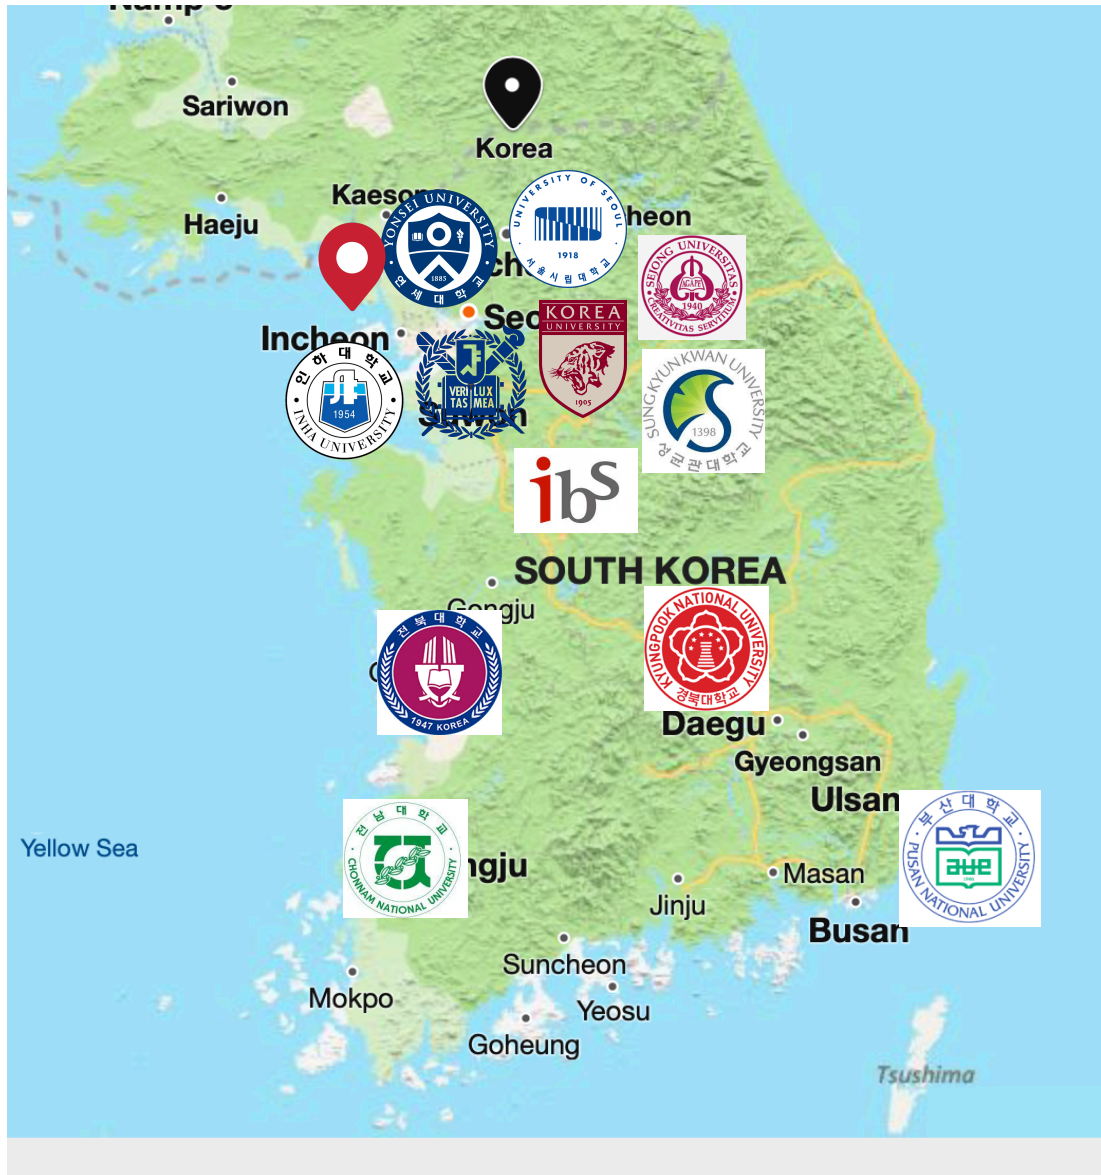 Sariwon
Korea
Kaeson
Haeju
YONSEI UNIVERSITY
1885
연세대학교
UNIVERSITY OF SEOUL
1918
서울시립대학교
heon
SEJONG UNIVERSITAS
AGAPE
1940
CREATIVITAS SERVITIUM
Seo
KOREA
UNIVERSITY
1905
Incheon
인하대학교
1954
INHA UNIVERSITY
VERI LUX
TAS MEA
Suwon
SUNGKYUNKWAN UNIVERSITY
1398
성균관대학교
ibs
SOUTH KOREA
Gongju
전북대학교
1947 KOREA
KYUNGPOOK NATIONAL UNIVERSITY
경북대학교
Daegu
Gyeongsan
Ulsan
전남대학교
CHONNAM NATIONAL UNIVERSITY
ngju
부산대학교
PUSAN NATIONAL UNIVERSITY
Yellow Sea
Masan
Jinju
Busan
Suncheon
Mokpo
Yeosu
Goheung
Tsushima